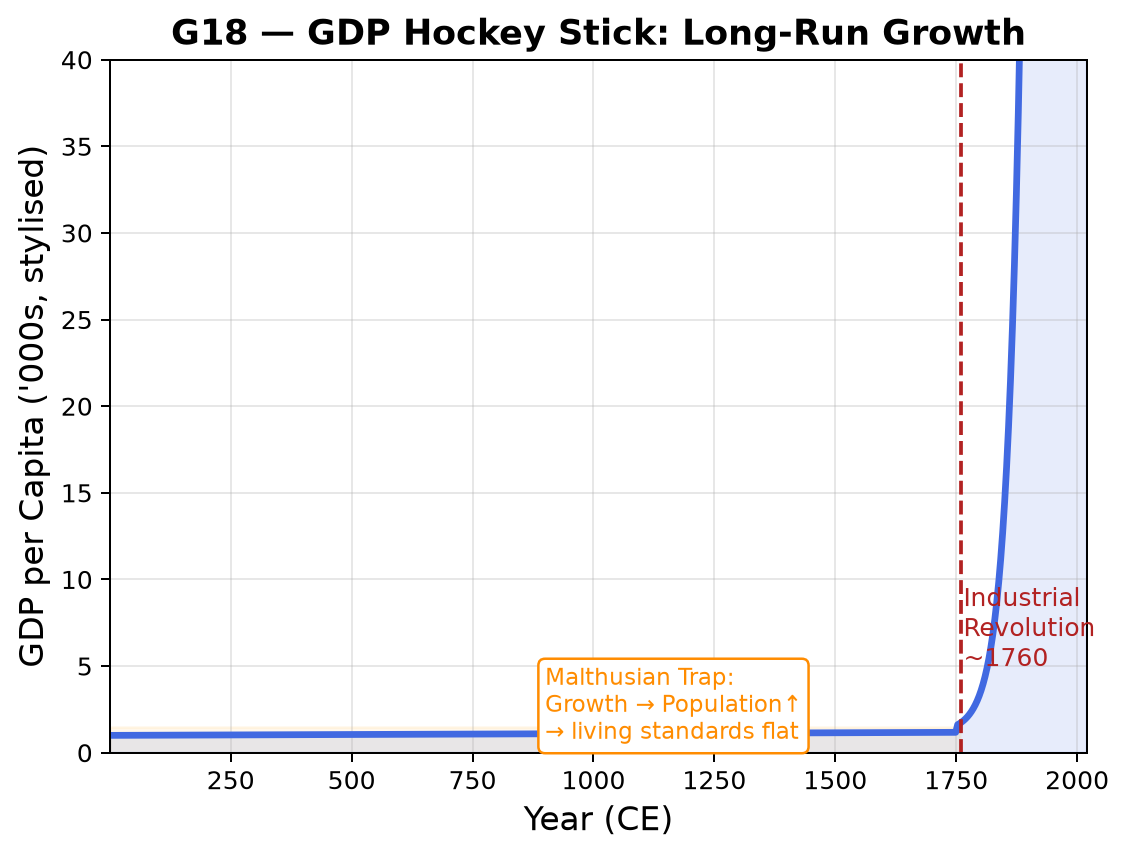 G18 — GDP Hockey Stick: Long-Run Growth
GDP per Capita ('000s, stylised)
40
35
30
25
20
15
10
5
0
Industrial
Revolution
~1760
Malthusian Trap:
Growth → Population↑
→ living standards flat
250 500 750 1000 1250 1500 1750 2000
Year (CE)